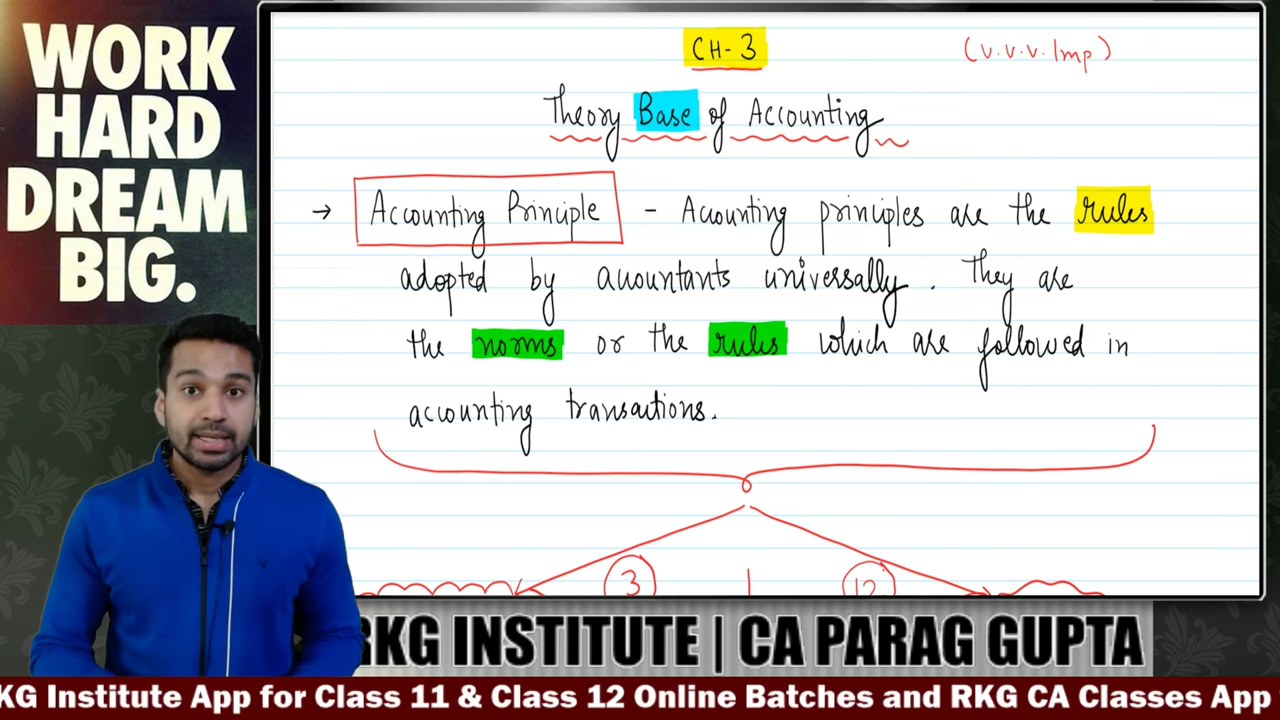 WORK
HARD
DREAM
BIG.
CH-3
(v.v.v.Imp)
Theory Base of Accounting
→ Accounting Principle - Accounting principles are the rules
adopted by accountants universally. They are
the norms or the rules which are followed in
accounting transactions.
3
12
RKG INSTITUTE | CA PARAG GUPTA
KG Institute App for Class 11 & Class 12 Online Batches and RKG CA Classes App